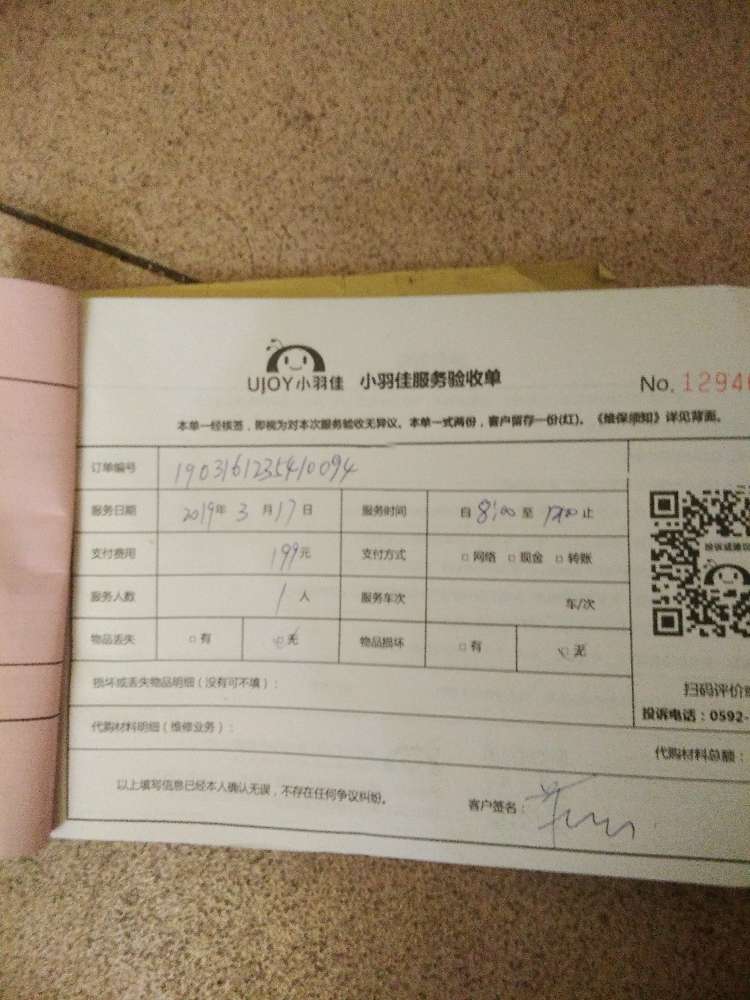 UJOY小羽佳 小羽佳服务验收单 No. 1294
本单一经核签，即视为对本次服务验收无异议。本单一式两份，客户留存一份(红)。《维保须知》详见背面。
订单编号 1903161235410094
服务日期 2019年 3月17日 服务时间 自 8:00 至 12:00 止
支付费用 199元 支付方式 □网络 □现金 □转账
服务人数 1人 服务车次 车/次
物品丢失 □有 □无 物品损坏 □有 □无
损坏或丢失物品明细（没有可不填）：
扫码评价
投诉电话：0592-
代购材料明细（维修业务）：
代购材料总额：
以上填写信息已经本人确认无误，不存在任何争议纠纷。 客户签名：